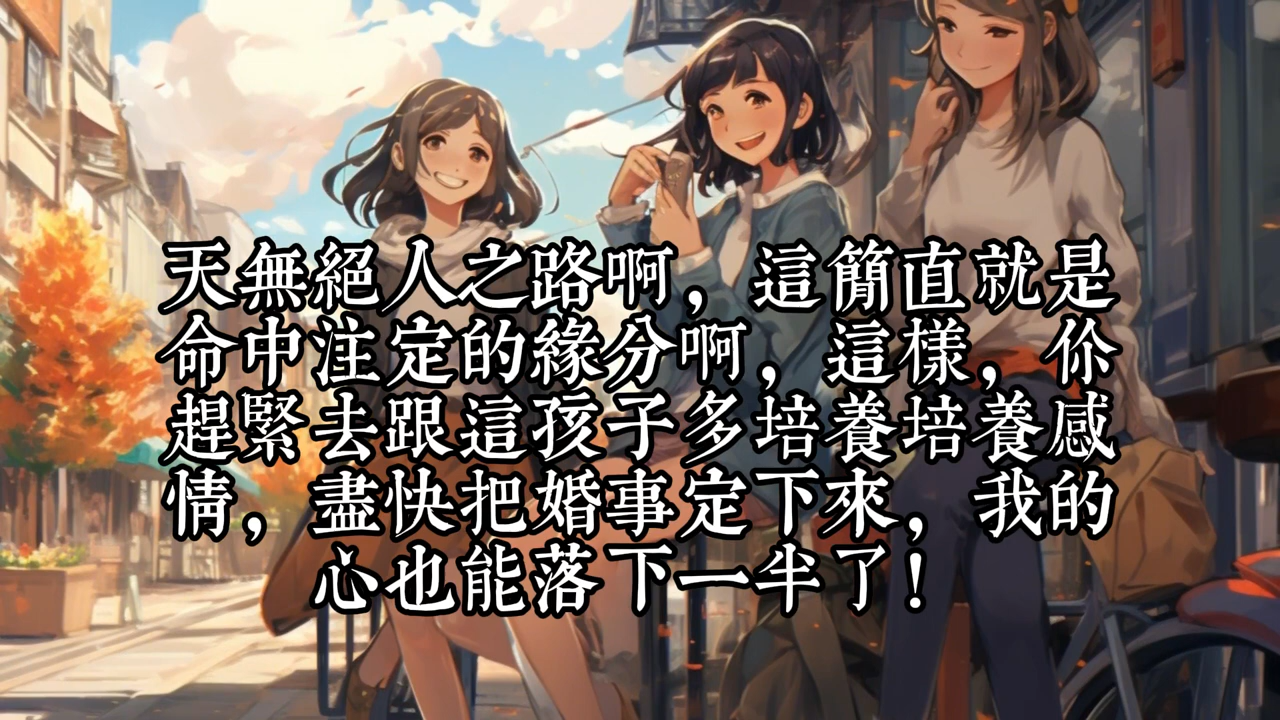 天無絕人之路啊，這簡直就是
命中注定的緣分啊，這樣，你
趕緊去跟這孩子多培養培養感
情，盡快把婚事定下來，我的
心也能落下一半了！